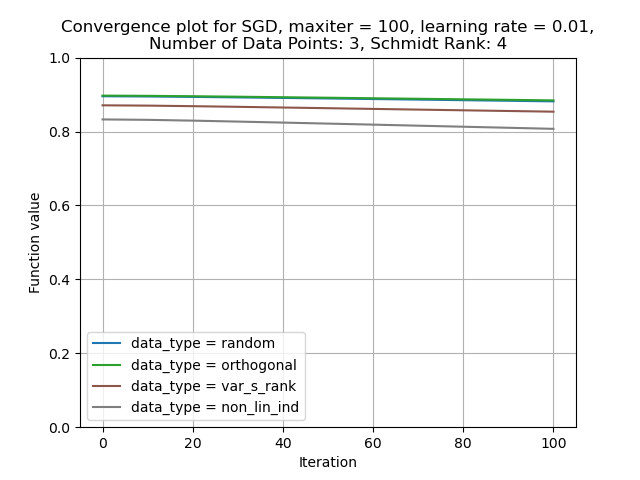 Convergence plot for SGD, maxiter = 100, learning rate = 0.01,
Number of Data Points: 3, Schmidt Rank: 4
1.0
0.8
0.6
0.4
0.2
0.0
Function value
data_type = random
data_type = orthogonal
data_type = var_s_rank
data_type = non_lin_ind
0 20 40 60 80 100
Iteration